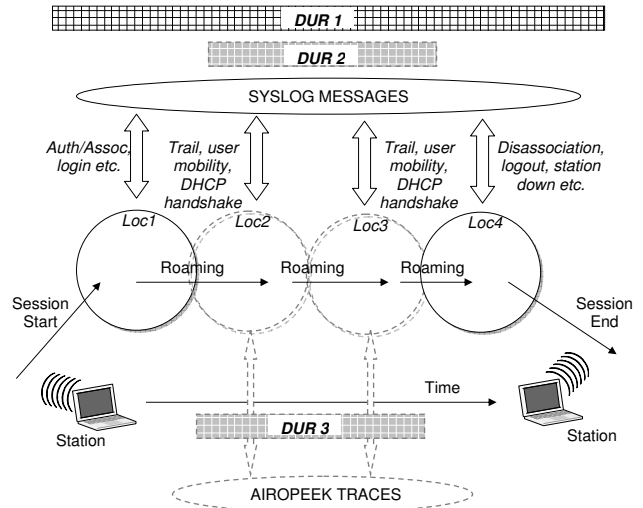 DUR 1
DUR 2
SYSLOG MESSAGES
Auth/Assoc,
login etc.
Trail, user
mobility,
DHCP
handshake
Trail, user
mobility,
DHCP
handshake
Disassociation,
logout, station
down etc.
Loc1
Loc2
Loc3
Loc4
Roaming
Roaming
Roaming
Session
Start
Session
End
Time
Station
DUR 3
Station
AIROPEEK TRACES